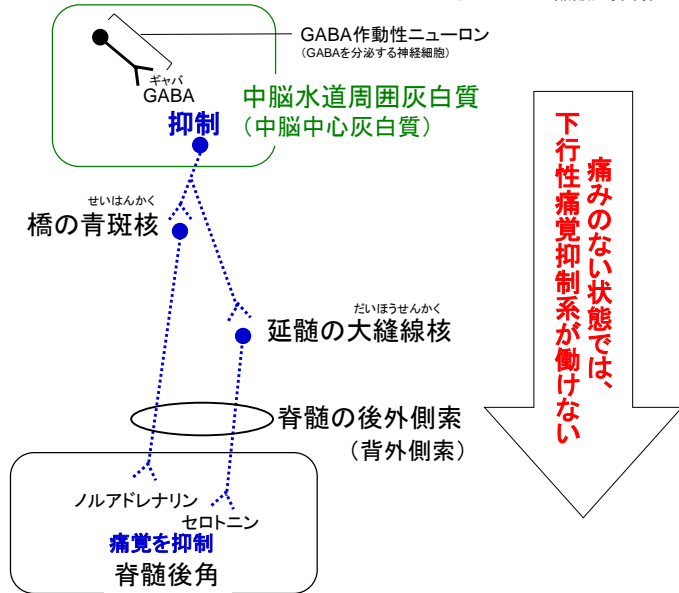 GABA作動性ニューロン
(GABAを分泌する神経細胞)
ギャバ
GABA
抑制
中脳水道周囲灰白質
(中脳中心灰白質)
せいはんかく
橋の青斑核
だいほうせんかく
延髄の大縫線核
脊髄の後外側索
(背外側索)
ノルアドレナリン
セロトニン
痛覚を抑制
脊髄後角
痛みのない状態では、
下行性痛覚抑制系が働けない